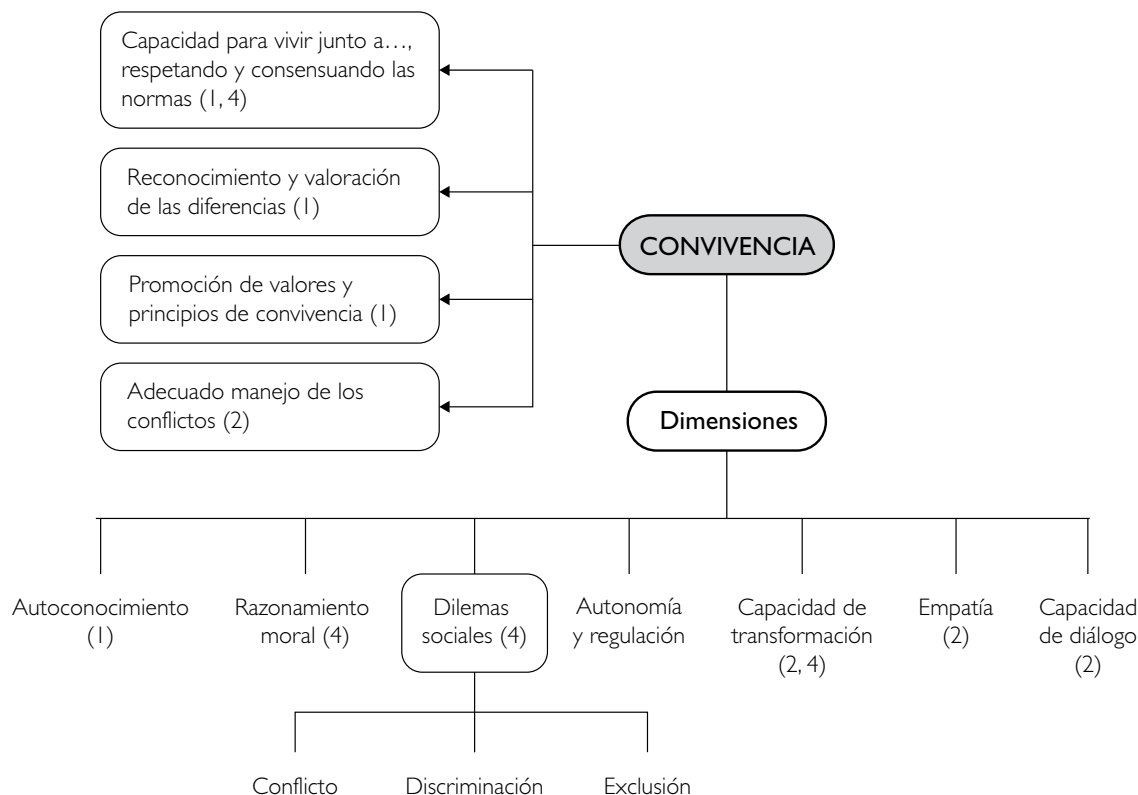 Capacidad para vivir junto a…,
respetando y consensuando las
normas (1, 4)
Reconocimiento y valoración
de las diferencias (1)
CONVIVENCIA
Promoción de valores y
principios de convivencia (1)
Adecuado manejo de los
conflictos (2)
Dimensiones
Autoconocimiento
(1)
Razonamiento
moral (4)
Dilemas
sociales (4)
Autonomía
y regulación
Capacidad de
transformación
(2, 4)
Empatía
(2)
Capacidad
de diálogo
(2)
Conflicto
Discriminación
Exclusión